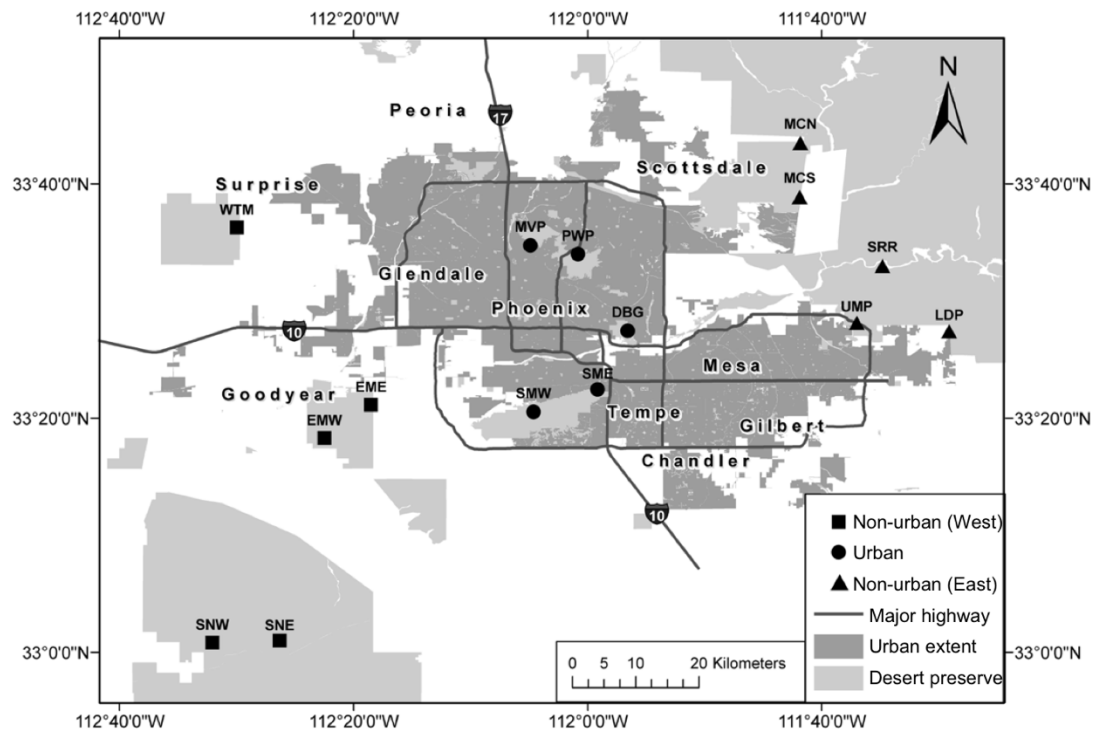 112°40'0"W 112°20'0"W 112°0'0"W 111°40'0"W
N
17
Peoria
MCN
Scottsdale
33°40'0"N 33°40'0"N
Surprise
MCS
WTM
MVP
PWP
SRR
Glendale
Phoenix
DBG
UMP
LDP
10
Mesa
SME
EME
Goodyear
SMW
Tempe
EMW
33°20'0"N 33°20'0"N
Gilbert
Chandler
10
Non-urban (West)
Urban
Non-urban (East)
Major highway
Urban extent
Desert preserve
SNW
SNE
33°0'0"N 33°0'0"N
0 5 10 20 Kilometers
112°40'0"W 112°20'0"W 112°0'0"W 111°40'0"W